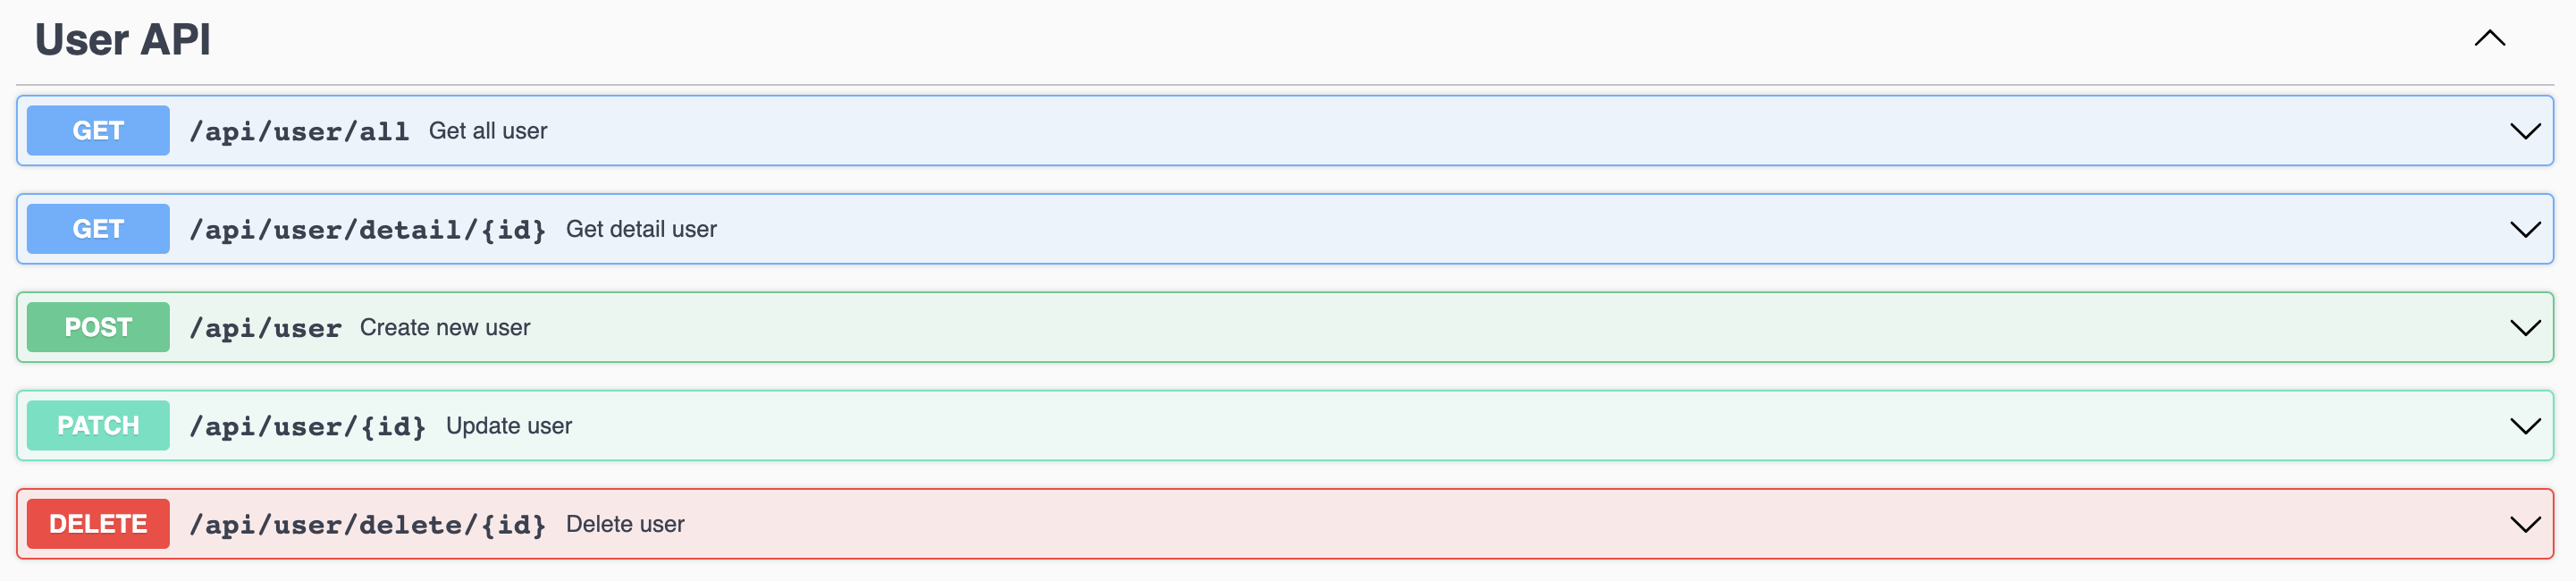 User API
GET /api/user/all Get all user
GET /api/user/detail/{id} Get detail user
POST /api/user Create new user
PATCH /api/user/{id} Update user
DELETE /api/user/delete/{id} Delete user